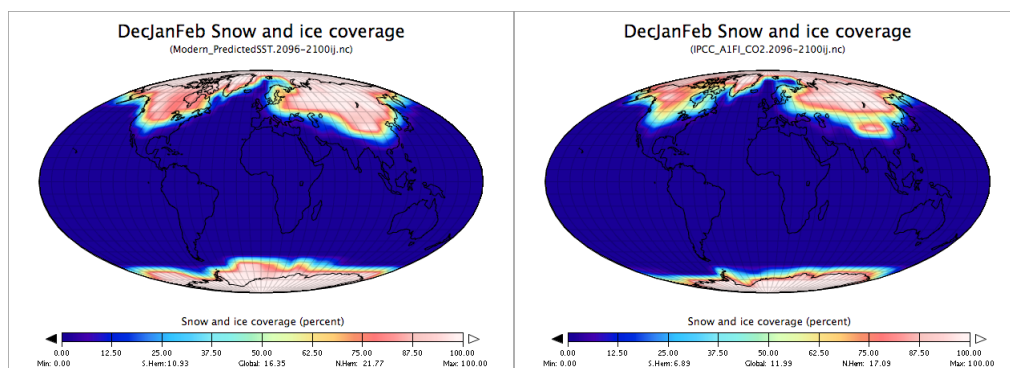 DecJanFeb Snow and ice coverage
(Modern_PredictedSST.2096-2100ij.nc)
Snow and ice coverage (percent)
0.00 12.50 25.00 37.50 50.00 62.50 75.00 87.50 100.00
Min: 0.00 S.Hem:10.93 Global: 16.35 N.Hem: 21.77 Max: 100.00
DecJanFeb Snow and ice coverage
(IPCC_A1FI_CO2.2096-2100ij.nc)
Snow and ice coverage (percent)
0.00 12.50 25.00 37.50 50.00 62.50 75.00 87.50 100.00
Min: 0.00 S.Hem:6.89 Global: 11.99 N.Hem: 17.09 Max: 100.00